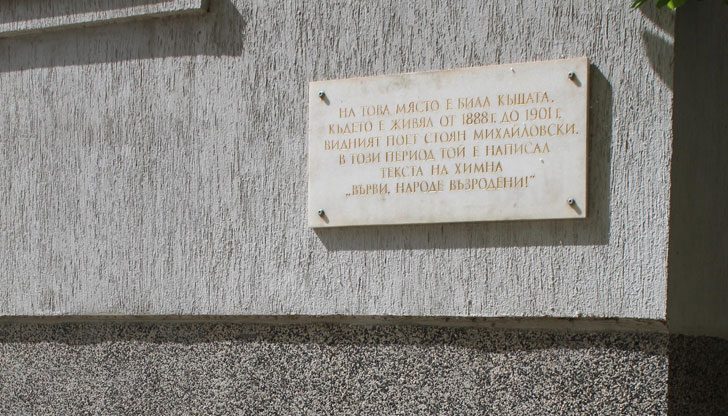 НА ТОВА МЯСТО Е БИЛА КЪЩАТА,
КЪДЕТО Е ЖИВЯЛ ОТ 1888 Г. ДО 1901 Г.
ВИДНИЯТ ПОЕТ СТОЯН МИХАЙЛОВСКИ.
В ТОЗИ ПЕРИОД ТОЙ Е НАПИСАЛ
ТЕКСТА НА ХИМНА
„ВЪРВИ, НАРОДЕ ВЪЗРОДЕНИ!"